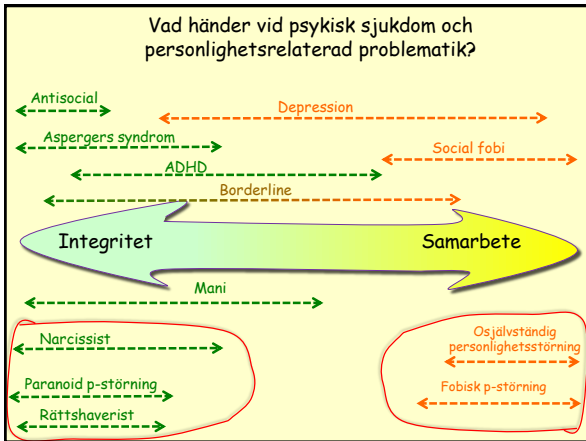 Vad händer vid psykisk sjukdom och
personlighetsrelaterad problematik?
Antisocial
Depression
Aspergers syndrom
Social fobi
ADHD
Borderline
Integritet
Samarbete
Mani
Narcissist
Osjälvständig
personlighetsstörning
Paranoid p-störning
Fobisk p-störning
Rättshaverist